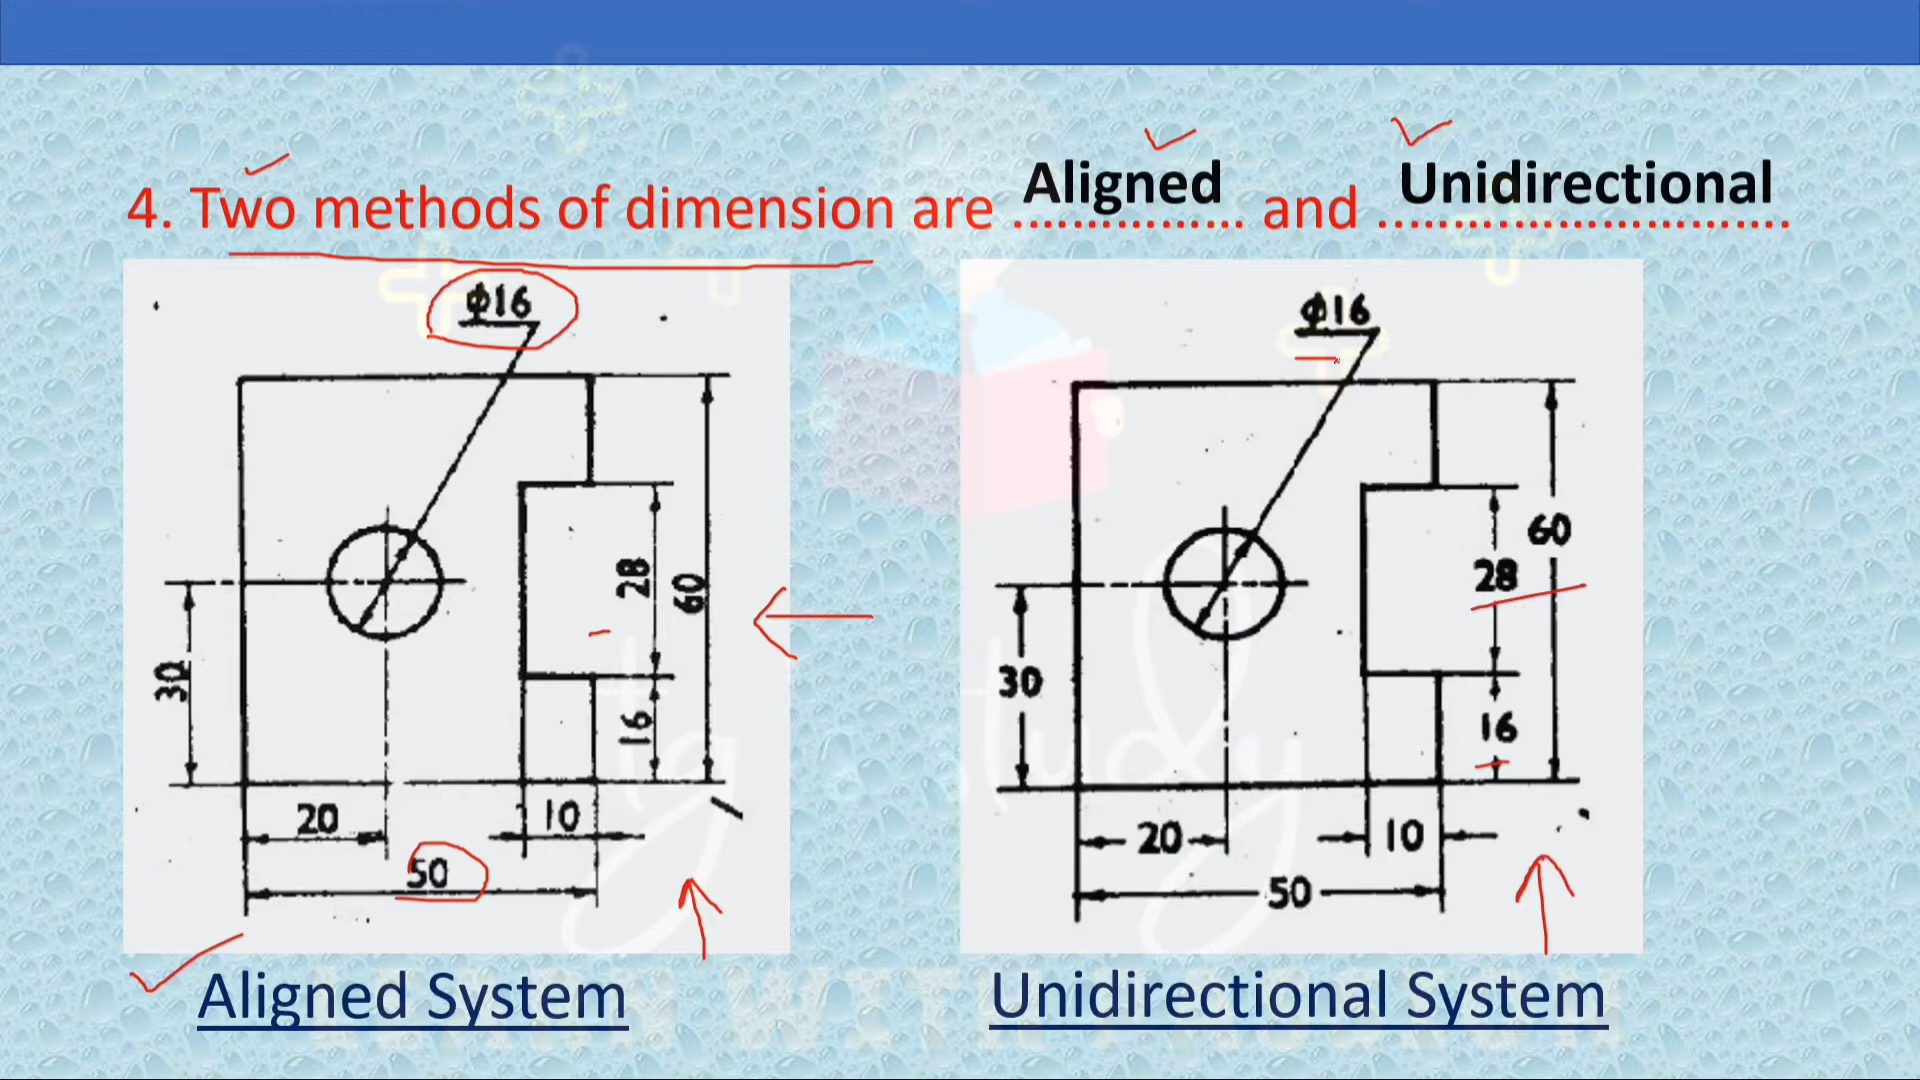 4. Two methods of dimension are Aligned and Unidirectional
ϕ16
28
60
30
16
20
10
50
Aligned System
ϕ16
60
28
30
16
20
10
50
Unidirectional System